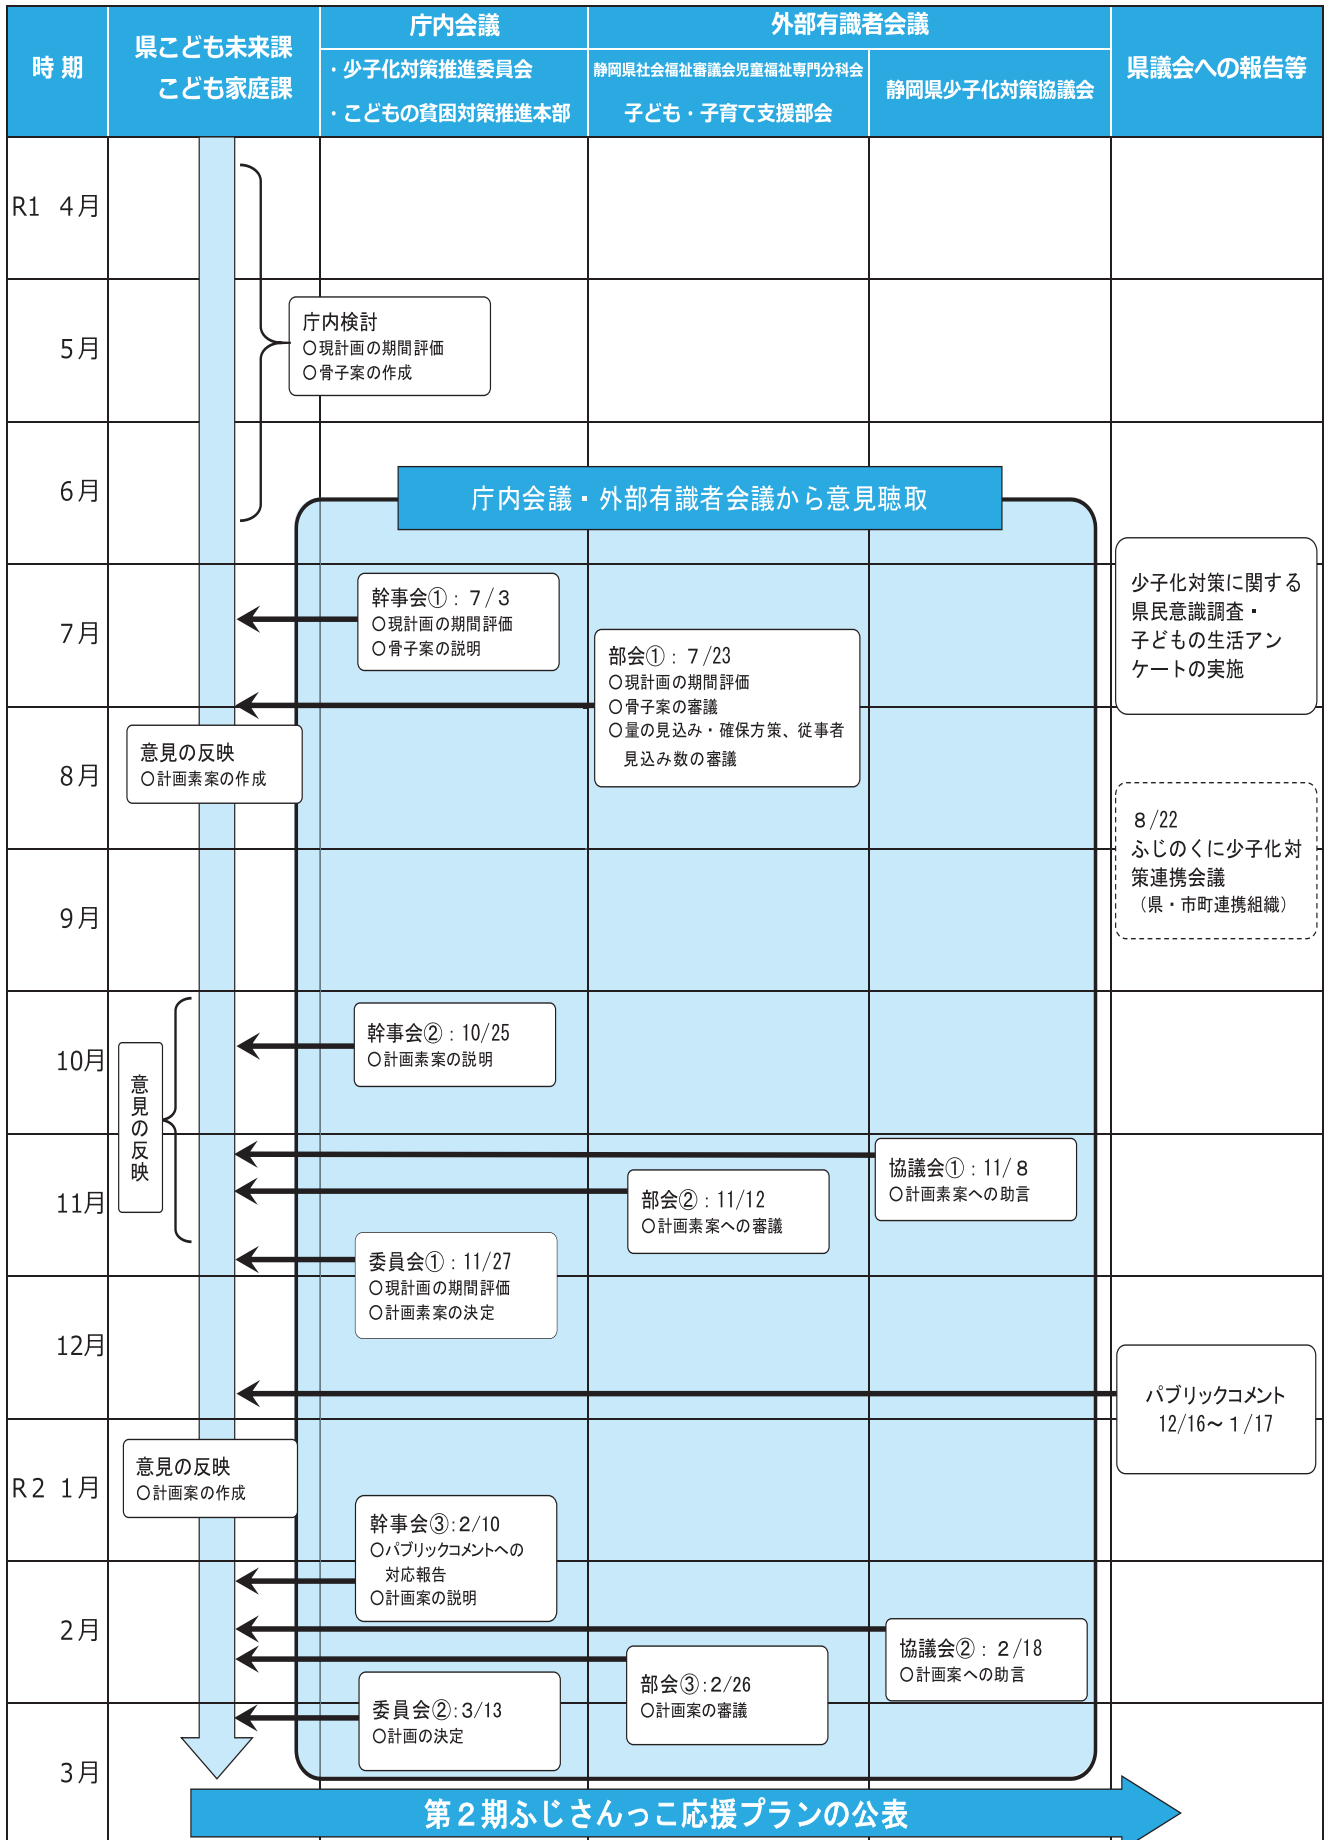 時 期
県こども未来課
こども家庭課
庁内会議
・少子化対策推進委員会
・こどもの貧困対策推進本部
外部有識者会議
静岡県社会福祉審議会児童福祉専門分科会
子ども・子育て支援部会
静岡県少子化対策協議会
県議会への報告等
R1 4月
5月
庁内検討
○現計画の期間評価
○骨子案の作成
6月
庁内会議・外部有識者会議から意見聴取
7月
幹事会①：７/３
○現計画の期間評価
○骨子案の説明
部会①：７/23
○現計画の期間評価
○骨子案の審議
○量の見込み・確保方策、従事者
見込み数の審議
少子化対策に関する
県民意識調査・
子どもの生活アン
ケートの実施
8月
意見の反映
○計画素案の作成
８/22
ふじのくに少子化対
策連携会議
（県・市町連携組織）
9月
10月
意見の反映
幹事会②：10/25
○計画素案の説明
11月
協議会①：11/８
○計画素案への助言
部会②：11/12
○計画素案への審議
委員会①：11/27
○現計画の期間評価
○計画素案の決定
12月
パブリックコメント
12/16～１/17
R2 1月
意見の反映
○計画案の作成
幹事会③:2/10
○パブリックコメントへの
対応報告
○計画案の説明
2月
協議会②：２/18
○計画案への助言
部会③:2/26
○計画案の審議
委員会②:3/13
○計画の決定
3月
第２期ふじさんっこ応援プランの公表